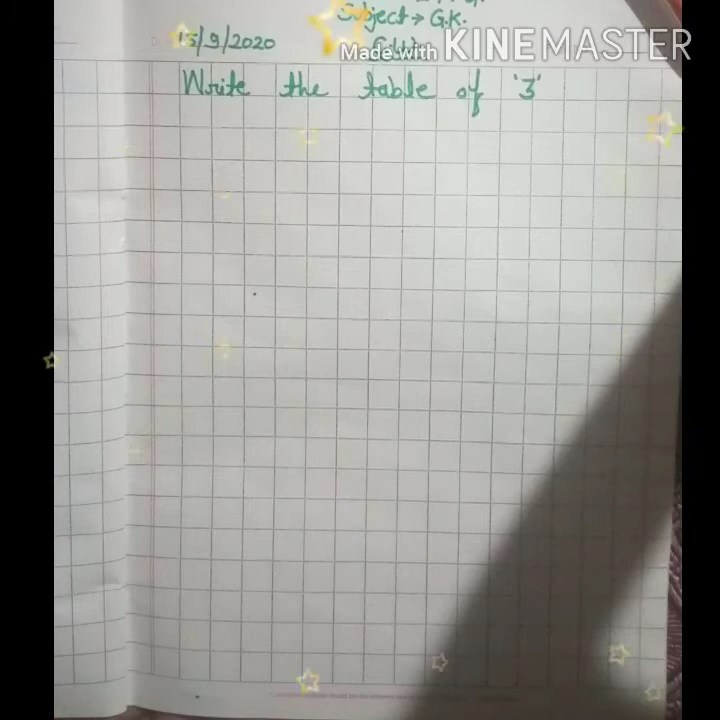 Subject → G.K.
15/9/2020
Made with KINEMASTER
Write the table of '3'